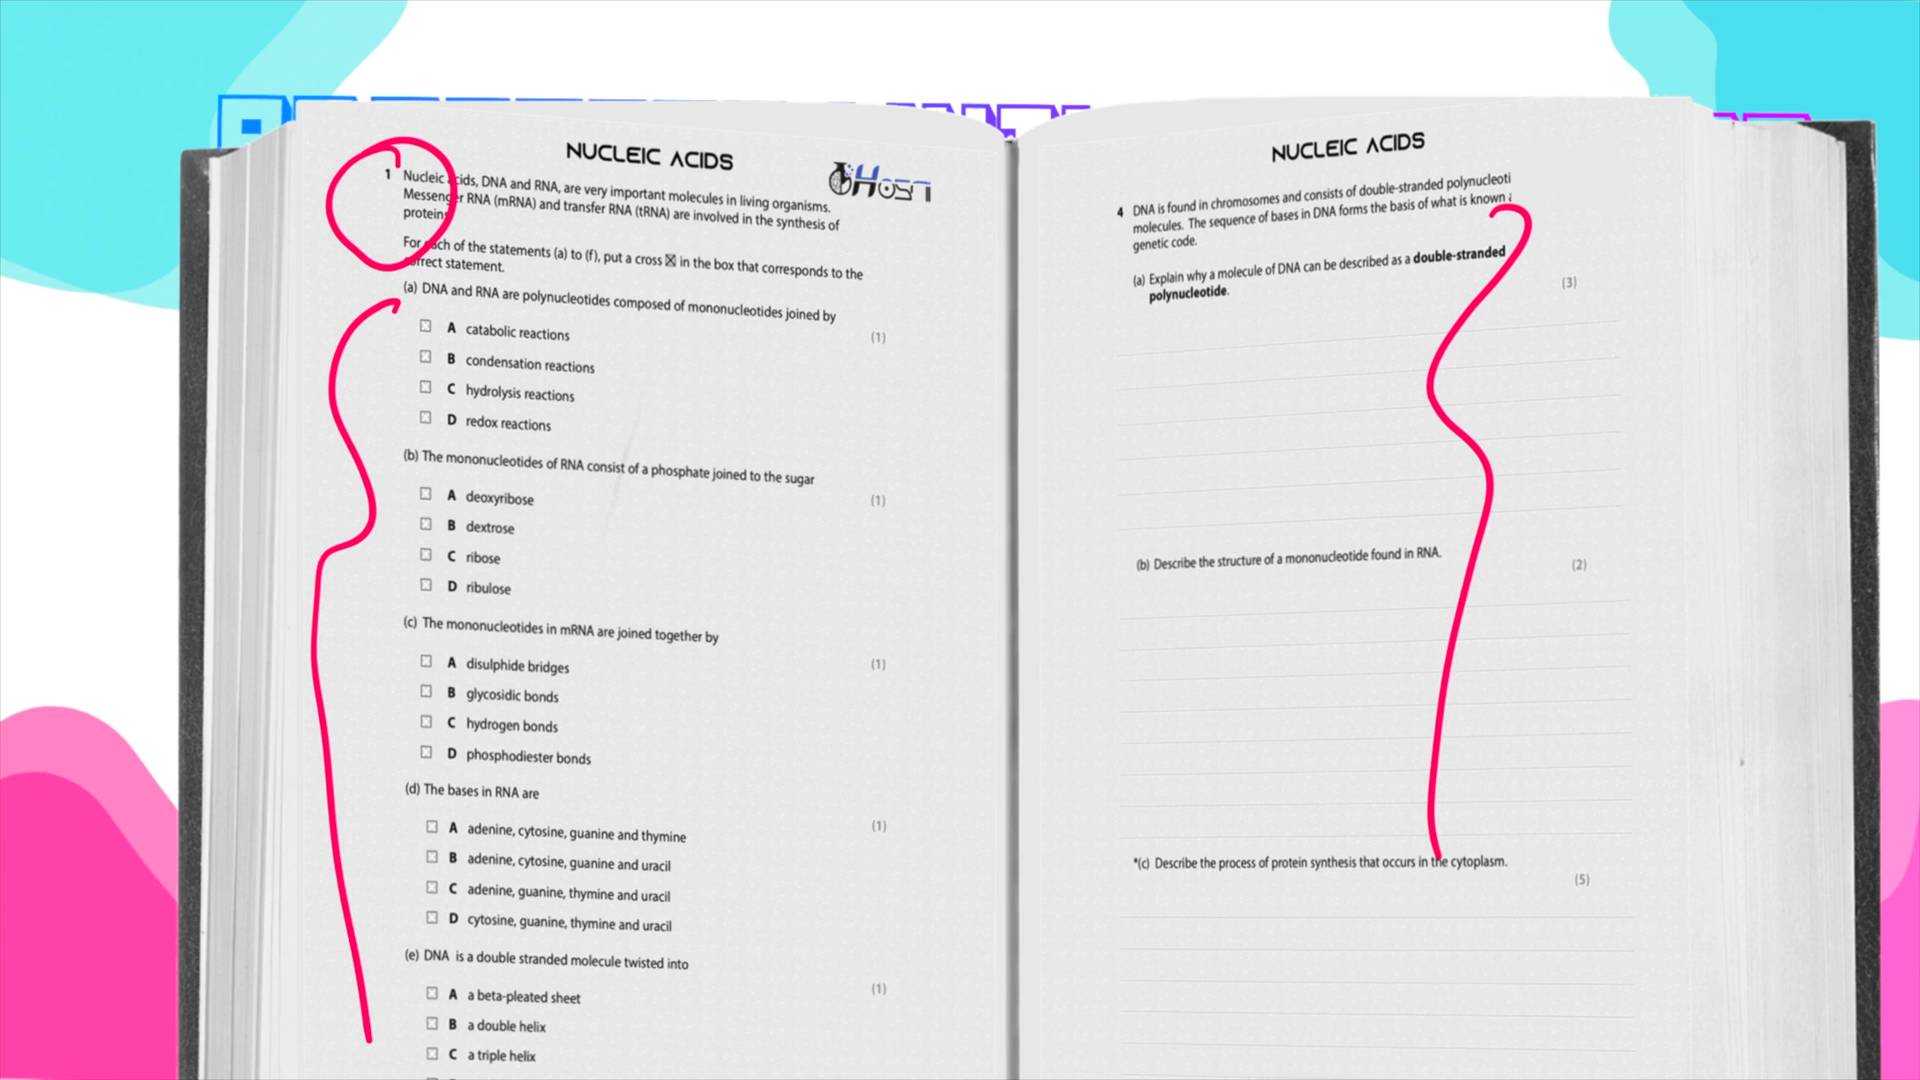 NUCLEIC ACIDS
HOST
1 Nucleic acids, DNA and RNA, are very important molecules in living organisms.
Messenger RNA (mRNA) and transfer RNA (tRNA) are involved in the synthesis of
proteins
For each of the statements (a) to (f), put a cross ☒ in the box that corresponds to the
correct statement.
(a) DNA and RNA are polynucleotides composed of mononucleotides joined by
(1)
A catabolic reactions
B condensation reactions
C hydrolysis reactions
D redox reactions
(b) The mononucleotides of RNA consist of a phosphate joined to the sugar
(1)
A deoxyribose
B dextrose
C ribose
D ribulose
(c) The mononucleotides in mRNA are joined together by
(1)
A disulphide bridges
B glycosidic bonds
C hydrogen bonds
D phosphodiester bonds
(d) The bases in RNA are
(1)
A adenine, cytosine, guanine and thymine
B adenine, cytosine, guanine and uracil
C adenine, guanine, thymine and uracil
D cytosine, guanine, thymine and uracil
(e) DNA is a double stranded molecule twisted into
(1)
A a beta-pleated sheet
B a double helix
C a triple helix
NUCLEIC ACIDS
4 DNA is found in chromosomes and consists of double-stranded polynucleoti
molecules. The sequence of bases in DNA forms the basis of what is known
genetic code.
(a) Explain why a molecule of DNA can be described as a double-stranded
polynucleotide.
(3)
(b) Describe the structure of a mononucleotide found in RNA.
(2)
*(c) Describe the process of protein synthesis that occurs in the cytoplasm.
(5)